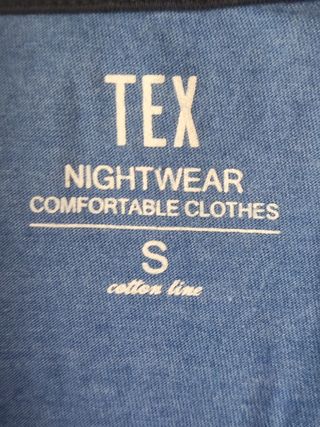 TEX
NIGHTWEAR
COMFORTABLE CLOTHES
S
cotton line